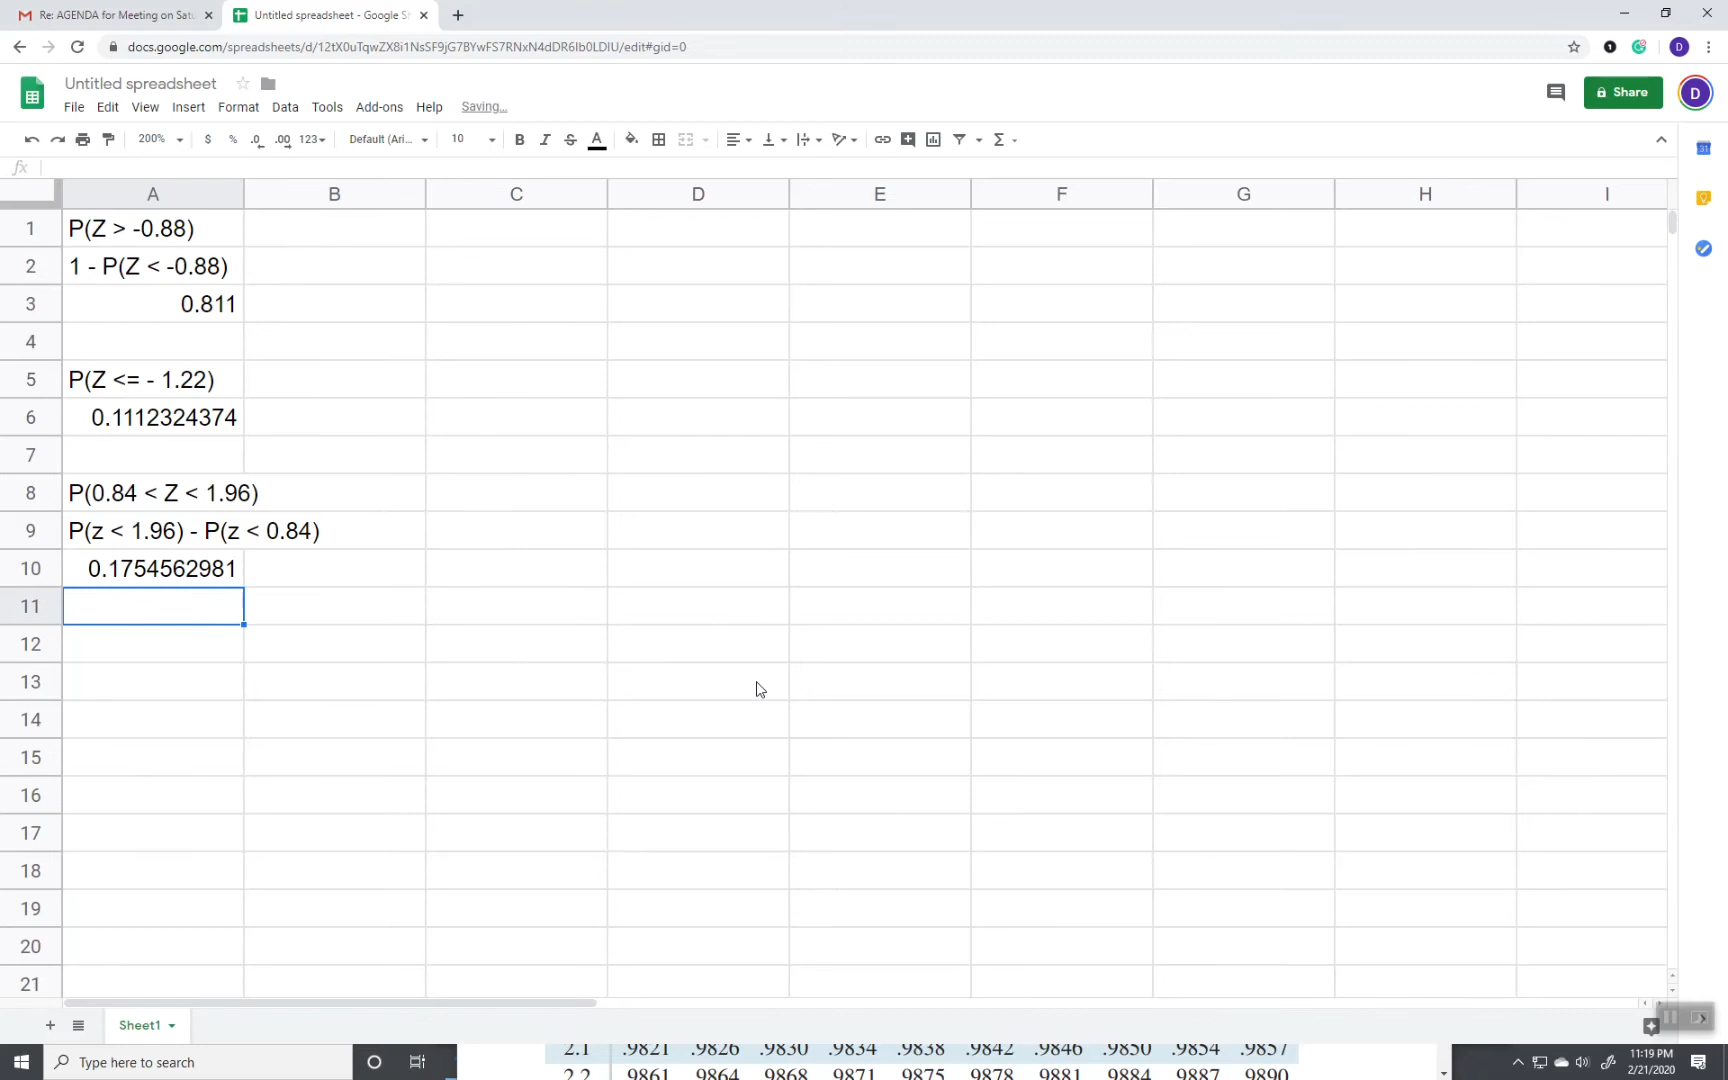 Re: AGENDA for Meeting on Satu
Untitled spreadsheet - Google Sh
docs.google.com/spreadsheets/d/12tX0uTqwZX8i1NsSF9jG7BYwFS7RNxN4dDR6Ib0LDIU/edit#gid=0
D
Untitled spreadsheet
Share
D
File Edit View Insert Format Data Tools Add-ons Help Saving...
200% $ % .0 .00 123 Default (Ari... 10 B I S A Σ
fx
A B C D E F G H I
1 P(Z > -0.88)
2 1 - P(Z < -0.88)
3 0.811
4
5 P(Z <= - 1.22)
6 0.1112324374
7
8 P(0.84 < Z < 1.96)
9 P(z < 1.96) - P(z < 0.84)
10 0.1754562981
11
12
13
14
15
16
17
18
19
20
21
+ Sheet1
Type here to search
2.1 .9821 .9826 .9830 .9834 .9838 .9842 .9846 .9850 .9854 .9857
2.2 .9861 .9864 .9868 .9871 .9875 .9878 .9881 .9884 .9887 .9890
11:19 PM
2/21/2020